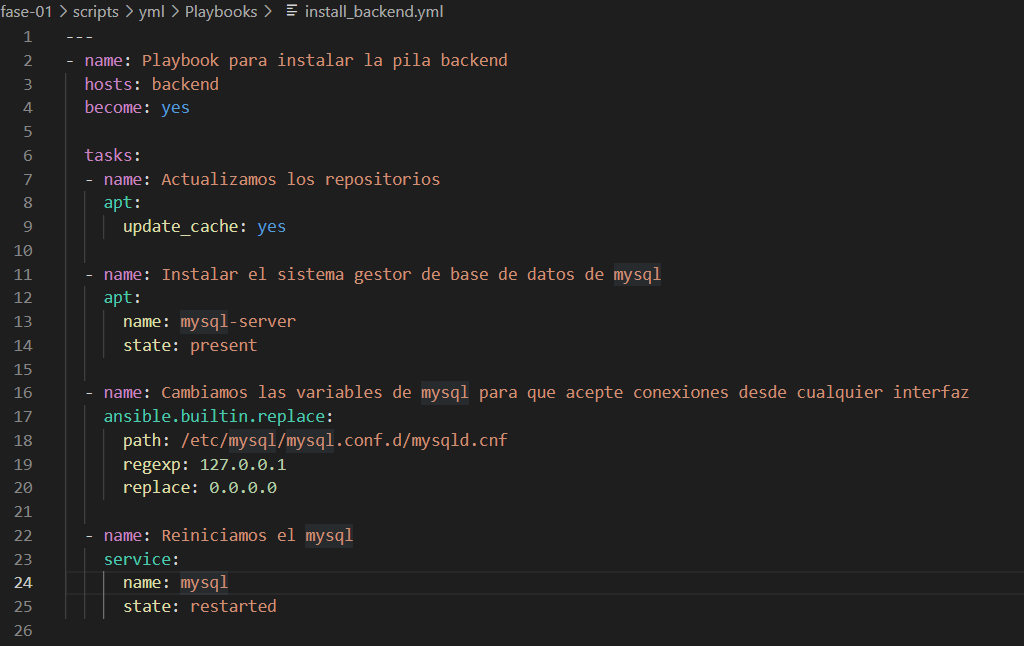 fase-01 > scripts > yml > Playbooks > install_backend.yml
1 ---
2 - name: Playbook para instalar la pila backend
3   hosts: backend
4   become: yes
5
6   tasks:
7   - name: Actualizamos los repositorios
8     apt:
9       update_cache: yes
10
11   - name: Instalar el sistema gestor de base de datos de mysql
12     apt:
13       name: mysql-server
14       state: present
15
16   - name: Cambiamos las variables de mysql para que acepte conexiones desde cualquier interfaz
17     ansible.builtin.replace:
18       path: /etc/mysql/mysql.conf.d/mysqld.cnf
19       regexp: 127.0.0.1
20       replace: 0.0.0.0
21
22   - name: Reiniciamos el mysql
23     service:
24       name: mysql
25       state: restarted
26